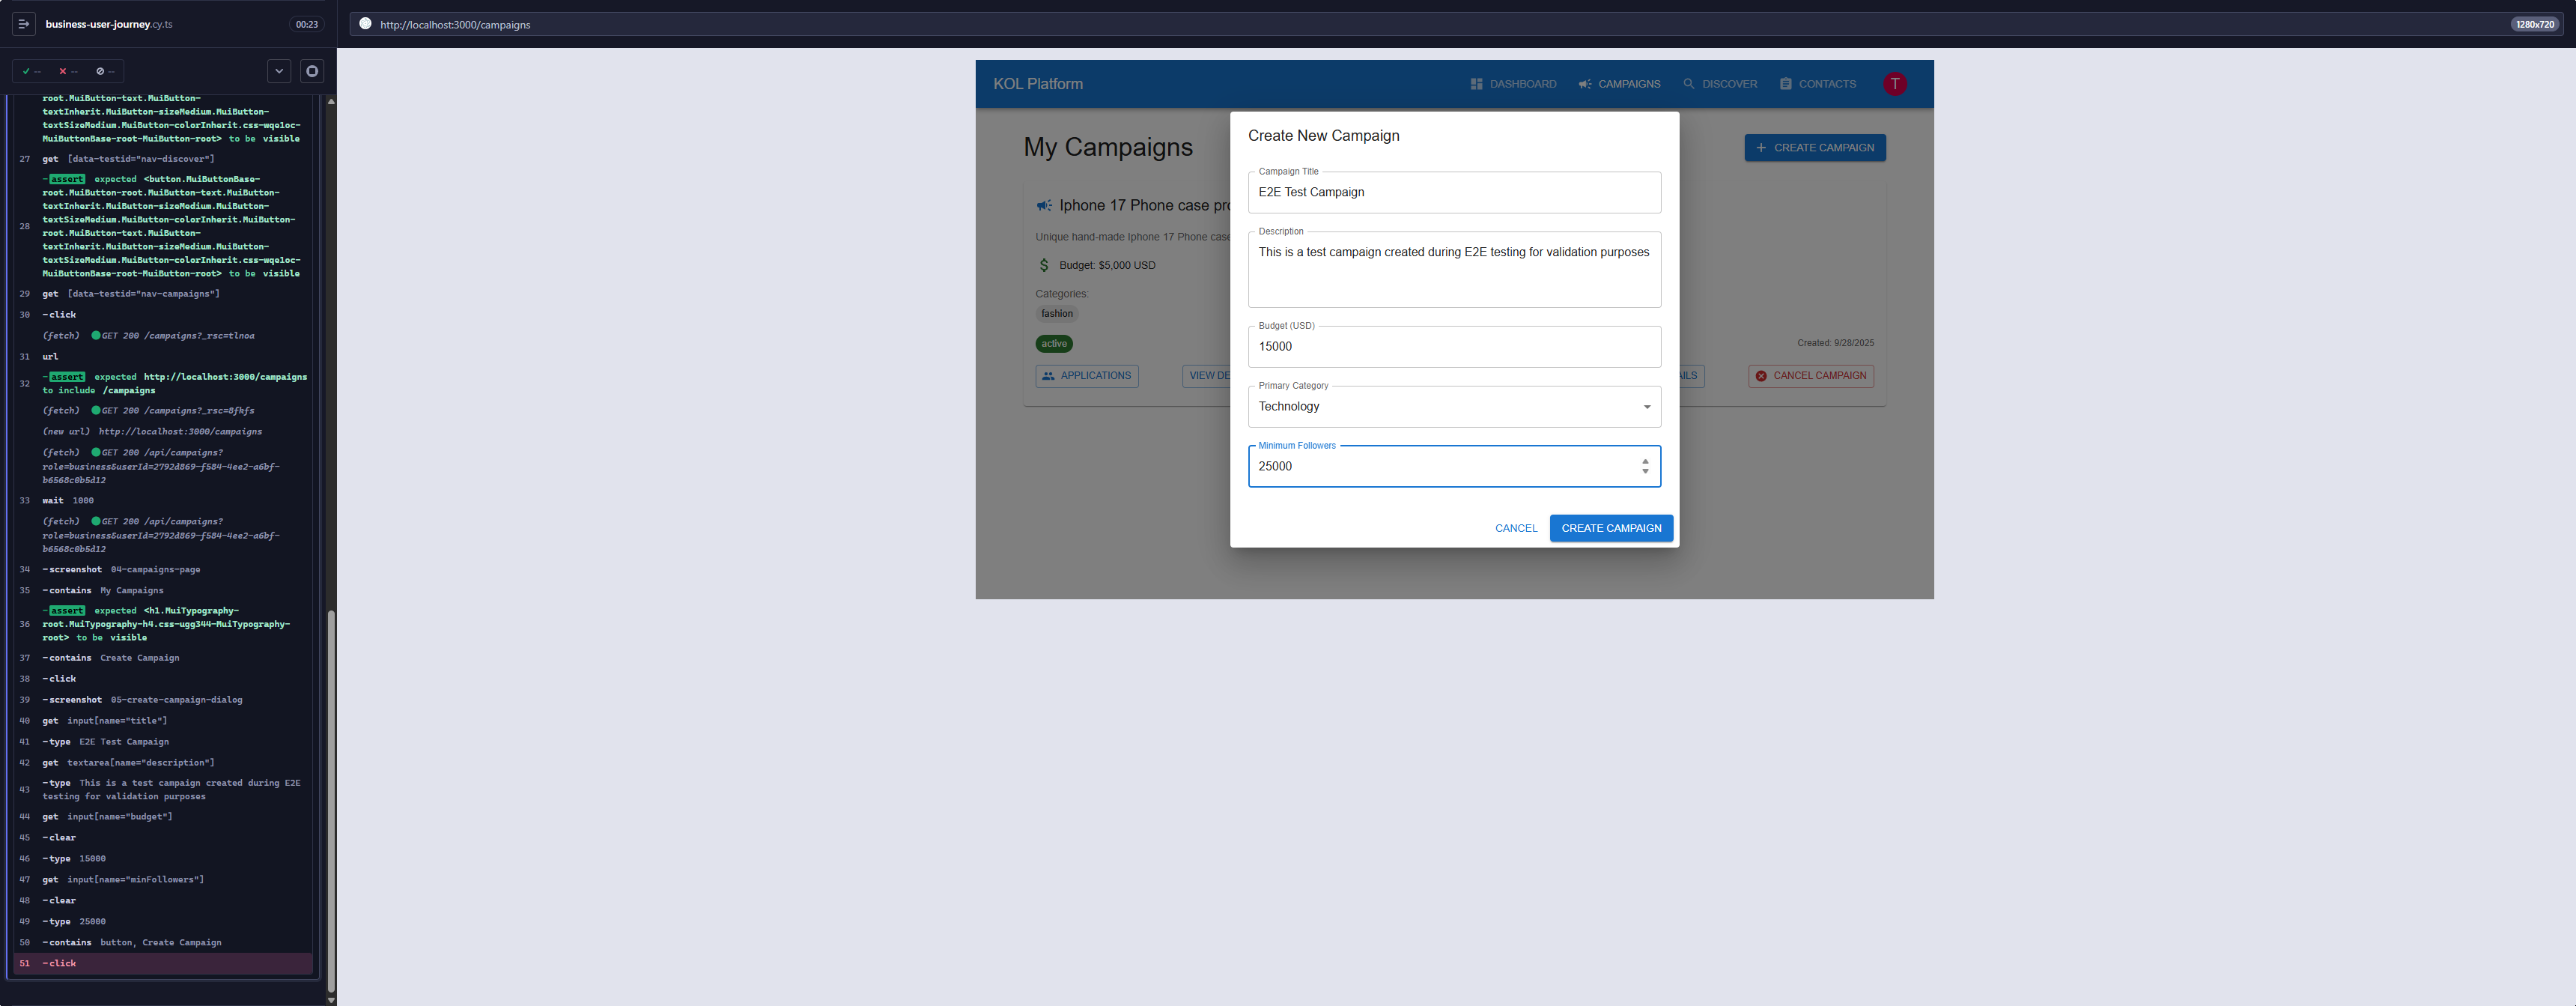 business-user-journey.cy.ts
00:23
http://localhost:3000/campaigns
1280x720
--
--
--
root.MuiButton-text.MuiButton-
textInherit.MuiButton-sizeMedium.MuiButton-
textSizeMedium.MuiButton-colorInherit.css-wqe1oc-
MuiButtonBase-root-MuiButton-root> to be visible
27 get [data-testid="nav-discover"]
28 -assert expected <button.MuiButtonBase-
root.MuiButton-root.MuiButton-text.MuiButton-
textInherit.MuiButton-sizeMedium.MuiButton-
textSizeMedium.MuiButton-colorInherit.MuiButton-
root.MuiButton-text.MuiButton-
textInherit.MuiButton-sizeMedium.MuiButton-
textSizeMedium.MuiButton-colorInherit.css-wqe1oc-
MuiButtonBase-root-MuiButton-root> to be visible
29 get [data-testid="nav-campaigns"]
30 -click
(fetch) GET 200 /campaigns?_rsc=tlnoa
31 url
32 -assert expected http://localhost:3000/campaigns
to include /campaigns
(fetch) GET 200 /campaigns?_rsc=8fhfs
(new url) http://localhost:3000/campaigns
(fetch) GET 200 /api/campaigns?
role=business&userId=2792d869-f584-4ee2-a6bf-
b6568c0b5d12
33 wait 1000
(fetch) GET 200 /api/campaigns?
role=business&userId=2792d869-f584-4ee2-a6bf-
b6568c0b5d12
34 -screenshot 04-campaigns-page
35 -contains My Campaigns
36 -assert expected <h1.MuiTypography-
root.MuiTypography-h4.css-ugg344-MuiTypography-
root> to be visible
37 -contains Create Campaign
38 -click
39 -screenshot 05-create-campaign-dialog
40 get input[name="title"]
41 -type E2E Test Campaign
42 get textarea[name="description"]
43 -type This is a test campaign created during E2E
testing for validation purposes
44 get input[name="budget"]
45 -clear
46 -type 15000
47 get input[name="minFollowers"]
48 -clear
49 -type 25000
50 -contains button, Create Campaign
51 -click
KOL Platform
DASHBOARD
CAMPAIGNS
DISCOVER
CONTACTS
T
My Campaigns
CREATE CAMPAIGN
Iphone 17 Phone case pro
Unique hand-made Iphone 17 Phone case
Budget: $5,000 USD
Categories:
fashion
active
Created: 9/28/2025
APPLICATIONS
VIEW DE
AILS
CANCEL CAMPAIGN
Create New Campaign
Campaign Title
E2E Test Campaign
Description
This is a test campaign created during E2E testing for validation purposes
Budget (USD)
15000
Primary Category
Technology
Minimum Followers
25000
CANCEL
CREATE CAMPAIGN